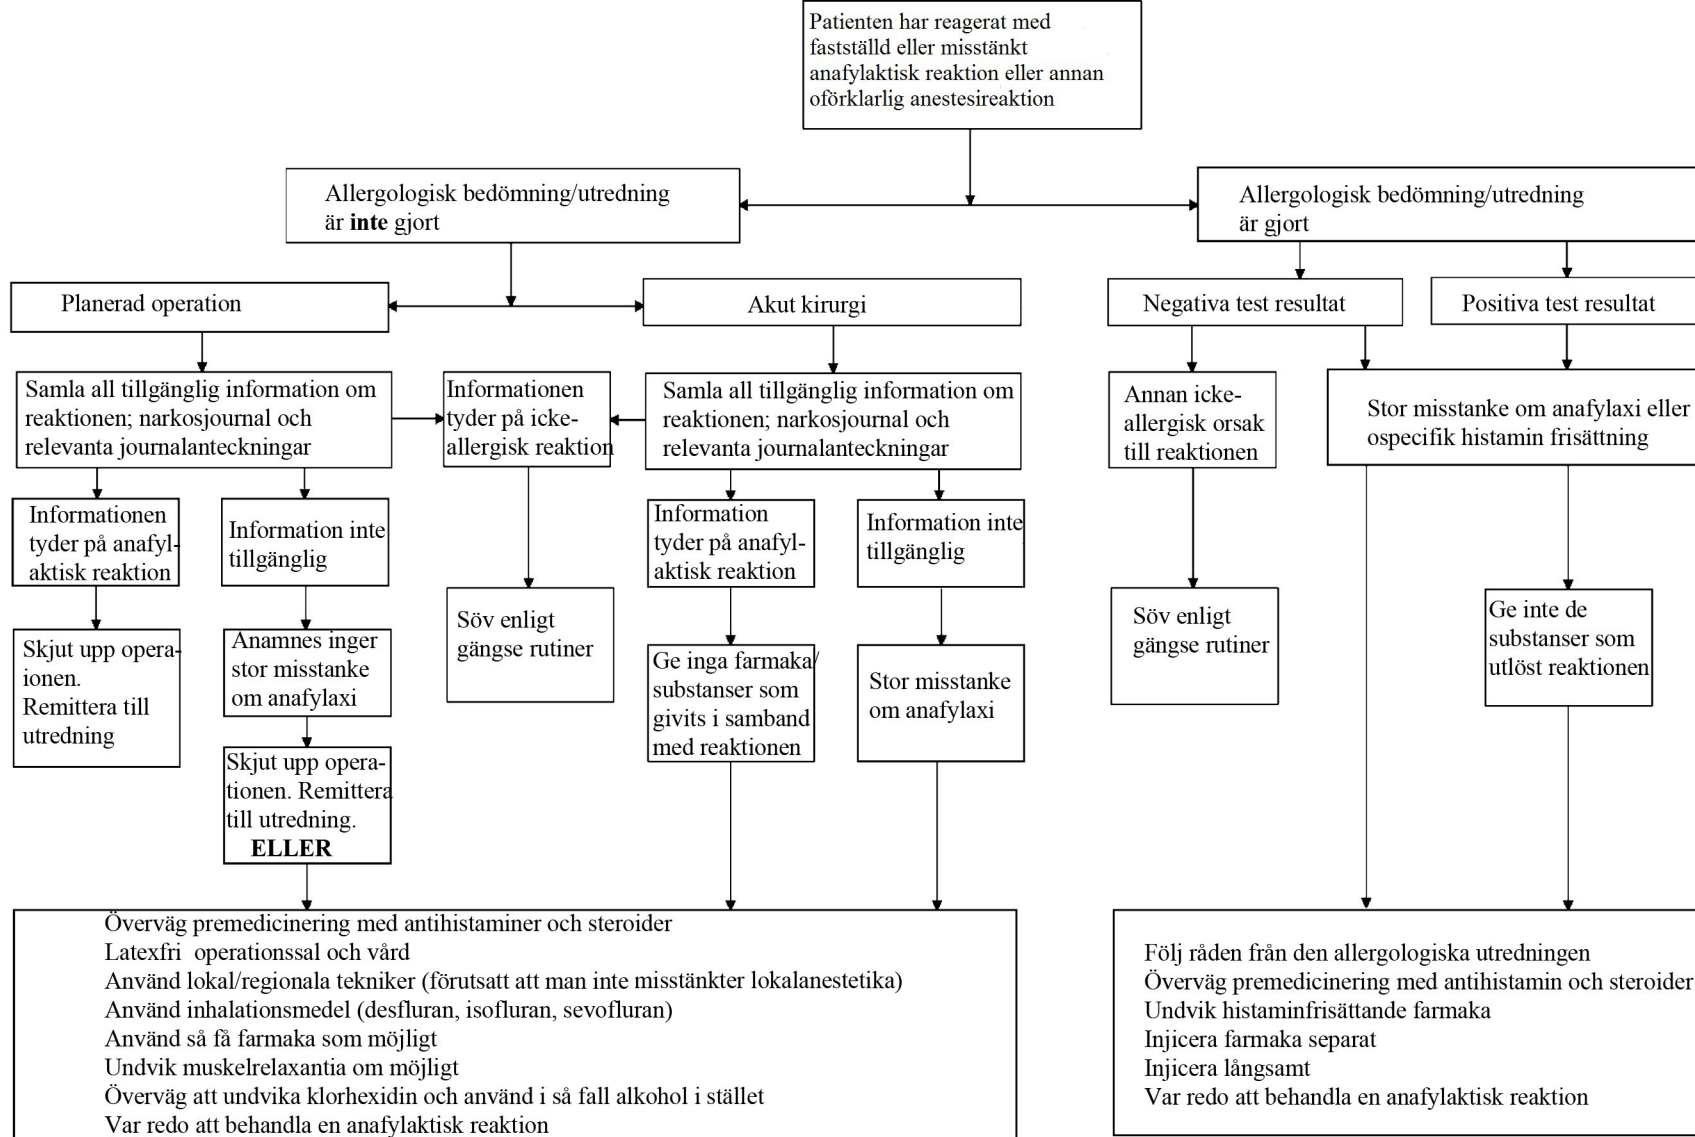 Patienten har reagerat med
fastställd eller misstänkt
anafylaktisk reaktion eller annan
oförklarlig anestesireaktion
Allergologisk bedömning/utredning
är inte gjort
Allergologisk bedömning/utredning
är gjort
Planerad operation
Akut kirurgi
Negativa test resultat
Positiva test resultat
Samla all tillgänglig information om
reaktionen; narkosjournal och
relevanta journalanteckningar
Informationen
tyder på icke-
allergisk reaktion
Samla all tillgänglig information om
reaktionen; narkosjournal och
relevanta journalanteckningar
Annan icke-
allergisk orsak
till reaktionen
Stor misstanke om anafylaxi eller
ospecifik histamin frisättning
Informationen
tyder på anafyl-
aktisk reaktion
Information inte
tillgänglig
Information
tyder på anafyl-
aktisk reaktion
Information inte
tillgänglig
Skjut upp opera-
ionen.
Remittera till
utredning
Anamnes inger
stor misstanke
om anafylaxi
Söv enligt
gängse rutiner
Ge inga farmaka/
substanser som
givits i samband
med reaktionen
Stor misstanke
om anafylaxi
Söv enligt
gängse rutiner
Ge inte de
substanser som
utlöst reaktionen
Skjut upp opera-
tionen. Remittera
till utredning.
ELLER
Överväg premedicinering med antihistaminer och steroider
Latexfri operationssal och vård
Använd lokal/regionala tekniker (förutsatt att man inte misstänkter lokalanestetika)
Använd inhalationsmedel (desfluran, isofluran, sevofluran)
Använd så få farmaka som möjligt
Undvik muskelrelaxantia om möjligt
Överväg att undvika klorhexidin och använd i så fall alkohol i stället
Var redo att behandla en anafylaktisk reaktion
Följ råden från den allergologiska utredningen
Överväg premedicinering med antihistamin och steroider
Undvik histaminfrisättande farmaka
Injicera farmaka separat
Injicera långsamt
Var redo att behandla en anafylaktisk reaktion